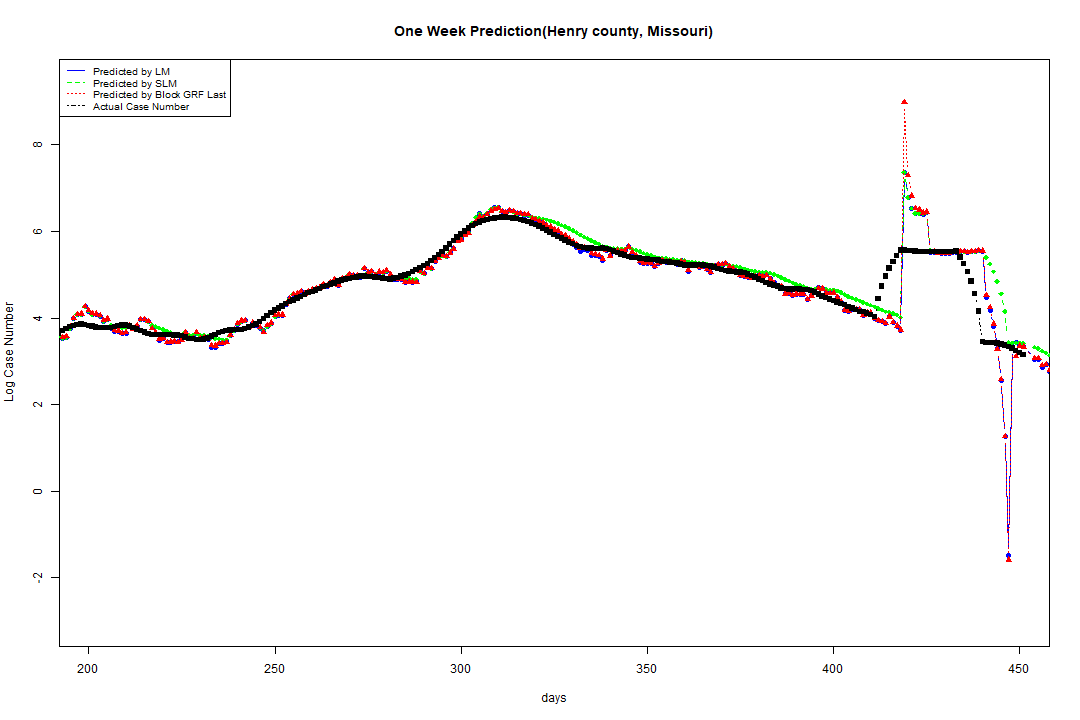 One Week Prediction(Henry county, Missouri)
Predicted by LM
Predicted by SLM
Predicted by Block GRF Last
Actual Case Number
8
6
4
2
0
-2
Log Case Number
200 250 300 350 400 450
days